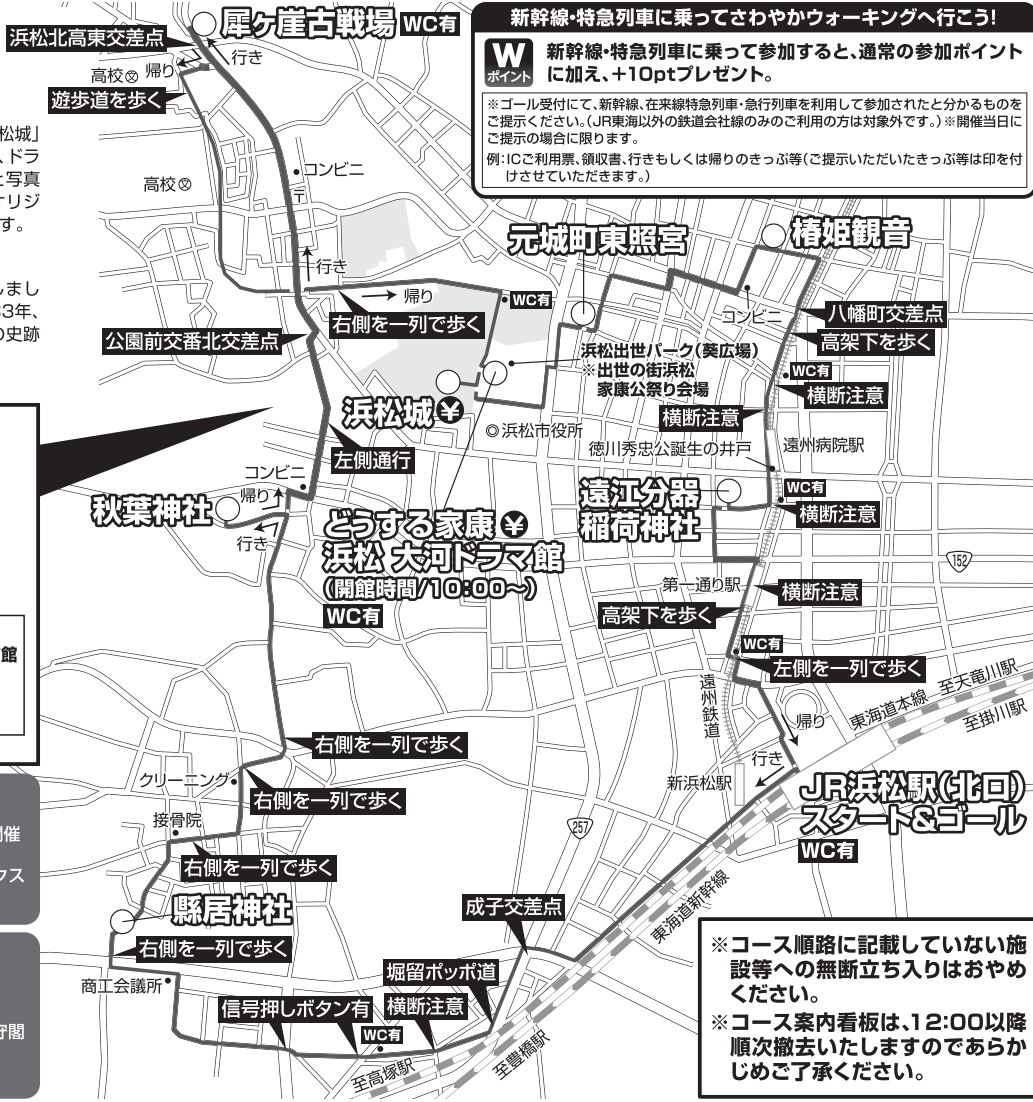 犀ヶ崖古戦場 WC有
浜松北高東交差点
行き
帰り
高校
遊歩道を歩く
新幹線・特急列車に乗ってさわやかウォーキングへ行こう!
W
ポイント
新幹線・特急列車に乗って参加すると、通常の参加ポイント
に加え、+10ptプレゼント。
※ゴール受付にて、新幹線、在来線特急列車・急行列車を利用して参加されたと分かるものを
ご提示ください。(JR東海以外の鉄道会社線のみのご利用の方は対象外です。)※開催当日に
ご提示の場合に限ります。
例:ICご利用票、領収書、行きもしくは帰りのきっぷ等(ご提示いただいたきっぷ等は印を付
けさせていただきます。)
松城」
、ドラ
と写真
オリジ
す。
しまし
33年、
の史跡
コンビニ
〒
高校
行き
帰り
右側を一列で歩く
WC有
公園前交番北交差点
元城町東照宮
椿姫観音
コンビニ
八幡町交差点
高架下を歩く
WC有
横断注意
横断注意
浜松出世パーク(葵広場)
※出世の街浜松
家康公祭り会場
浜松城¥
◎浜松市役所
左側通行
徳川秀忠公誕生の井戸
遠州病院駅
WC有
横断注意
遠江分器
稲荷神社
コンビニ
帰り
秋葉神社
行き
どうする家康¥
浜松 大河ドラマ館
(開館時間/10:00~)
WC有
152
第一通り駅
横断注意
高架下を歩く
WC有
左側を一列で歩く
遠州鉄道
帰り
東海道本線
至天竜川駅
至掛川駅
行き
新浜松駅
JR浜松駅(北口)
スタート&ゴール
WC有
館
右側を一列で歩く
クリーニング
右側を一列で歩く
接骨院
右側を一列で歩く
257
開催
クス
縣居神社
右側を一列で歩く
商工会議所
成子交差点
東海道新幹線
堀留ポッポ道
信号押しボタン有
横断注意
WC有
至高塚駅
至豊橋駅
守閣
※コース順路に記載していない施
設等への無断立ち入りはおやめ
ください。
※コース案内看板は、12:00以降
順次撤去いたしますのであらか
じめご了承ください。